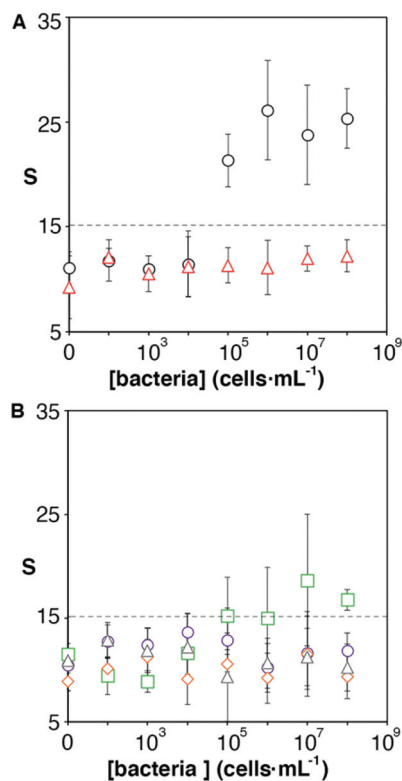 A
35
25
S
15
5
0 10³ 10⁵ 10⁷ 10⁹
[bacteria] (cells·mL⁻¹)
B
35
25
S
15
5
0 10³ 10⁵ 10⁷ 10⁹
[bacteria ] (cells·mL⁻¹)